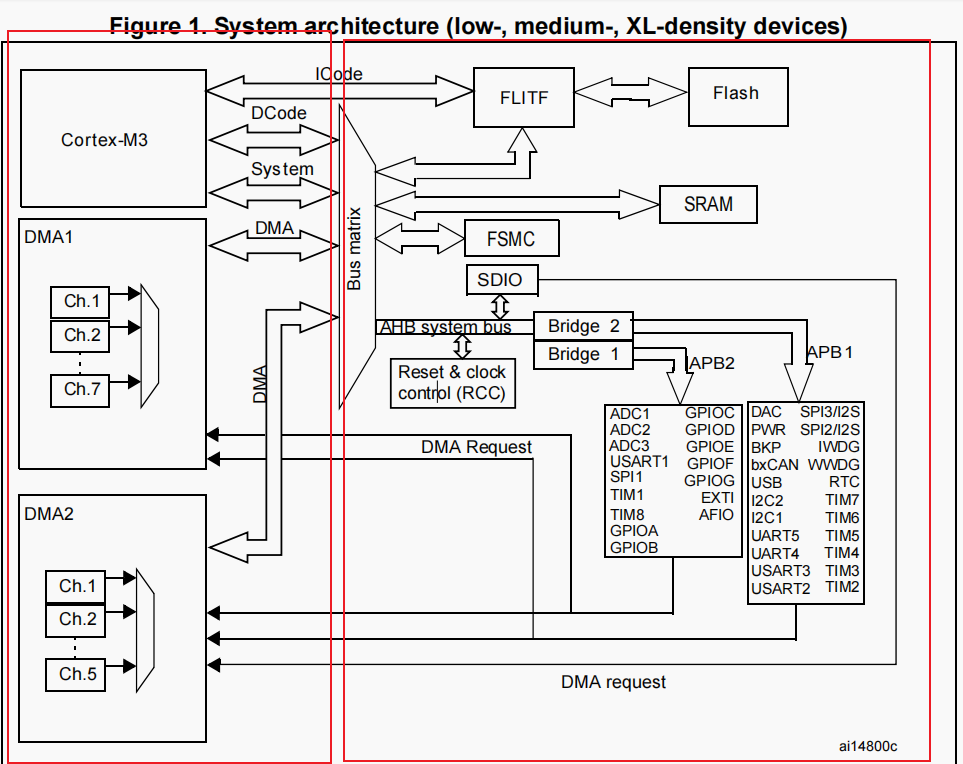 Figure 1. System architecture (low-, medium-, XL-density devices)
ICode
Cortex-M3
FLITF
Flash
DCode
System
SRAM
DMA1
DMA
FSMC
Bus matrix
SDIO
Ch.1
Ch.2
Ch.7
AHB system bus
Bridge 2
Bridge 1
APB2
APB1
Reset & clock
control (RCC)
DMA
ADC1 GPIOC
ADC2 GPIOD
ADC3 GPIOE
USART1 GPIOF
SPI1 GPIOG
TIM1 EXTI
TIM8 AFIO
GPIOA
GPIOB
DAC SPI3/I2S
PWR SPI2/I2S
BKP IWDG
bxCAN WWDG
USB RTC
I2C2 TIM7
I2C1 TIM6
UART5 TIM5
UART4 TIM4
USART3 TIM3
USART2 TIM2
DMA Request
DMA2
Ch.1
Ch.2
Ch.5
DMA request
ai14800c